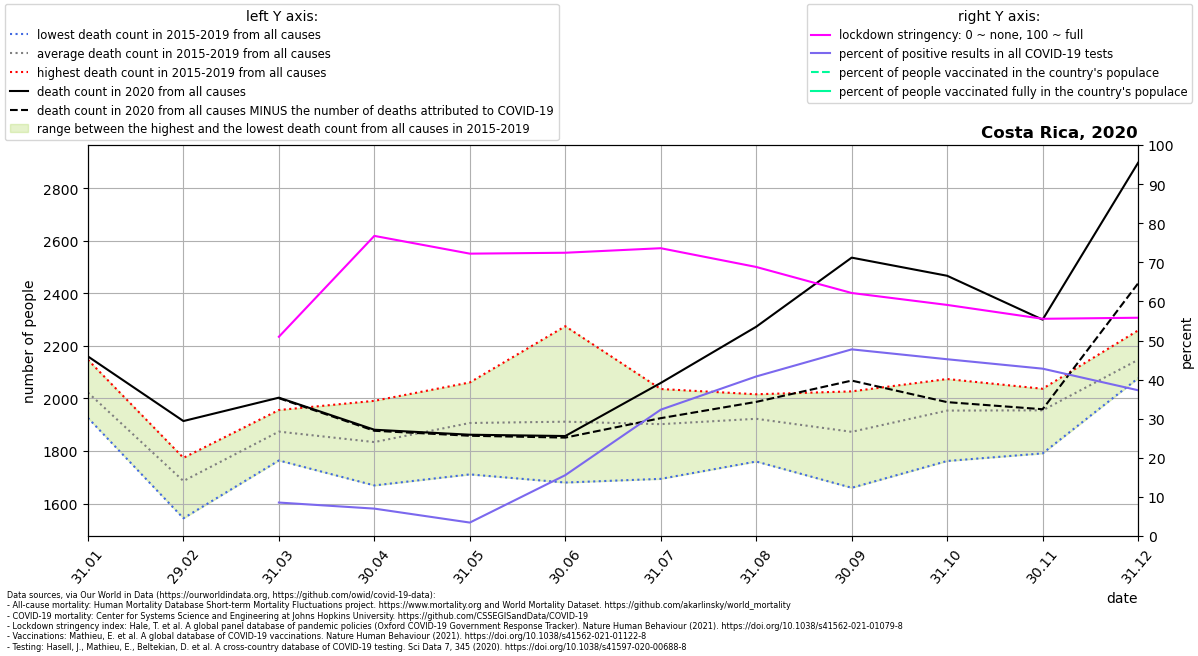 left Y axis:
lowest death count in 2015-2019 from all causes
average death count in 2015-2019 from all causes
highest death count in 2015-2019 from all causes
death count in 2020 from all causes
death count in 2020 from all causes MINUS the number of deaths attributed to COVID-19
range between the highest and the lowest death count from all causes in 2015-2019
right Y axis:
lockdown stringency: 0 ~ none, 100 ~ full
percent of positive results in all COVID-19 tests
percent of people vaccinated in the country's populace
percent of people vaccinated fully in the country's populace
Costa Rica, 2020
number of people
2800
2600
2400
2200
2000
1800
1600
100
90
80
70
60
50
40
30
20
10
0
percent
31.01
29.02
31.03
30.04
31.05
30.06
31.07
31.08
30.09
31.10
30.11
31.12
date
Data sources, via Our World in Data (https://ourworldindata.org, https://github.com/owid/covid-19-data):
- All-cause mortality: Human Mortality Database Short-term Mortality Fluctuations project. https://www.mortality.org and World Mortality Dataset. https://github.com/akarlinsky/world_mortality
- COVID-19 mortality: Center for Systems Science and Engineering at Johns Hopkins University. https://github.com/CSSEGISandData/COVID-19
- Lockdown stringency index: Hale, T. et al. A global panel database of pandemic policies (Oxford COVID-19 Government Response Tracker). Nature Human Behaviour (2021). https://doi.org/10.1038/s41562-021-01079-8
- Vaccinations: Mathieu, E. et al. A global database of COVID-19 vaccinations. Nature Human Behaviour (2021). https://doi.org/10.1038/s41562-021-01122-8
- Testing: Hasell, J., Mathieu, E., Beltekian, D. et al. A cross-country database of COVID-19 testing. Sci Data 7, 345 (2020). https://doi.org/10.1038/s41597-020-00688-8